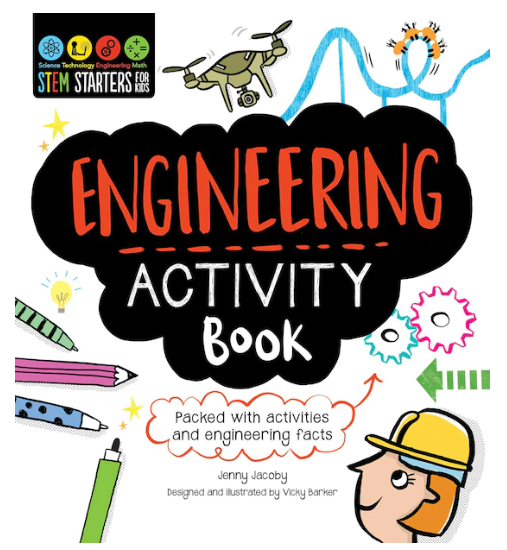 Science Technology Engineering Math
STEM STARTERS FOR KIDS
ENGINEERING
ACTIVITY
BOOK
Packed with activities
and engineering facts
Jenny Jacoby
Designed and illustrated by Vicky Barker